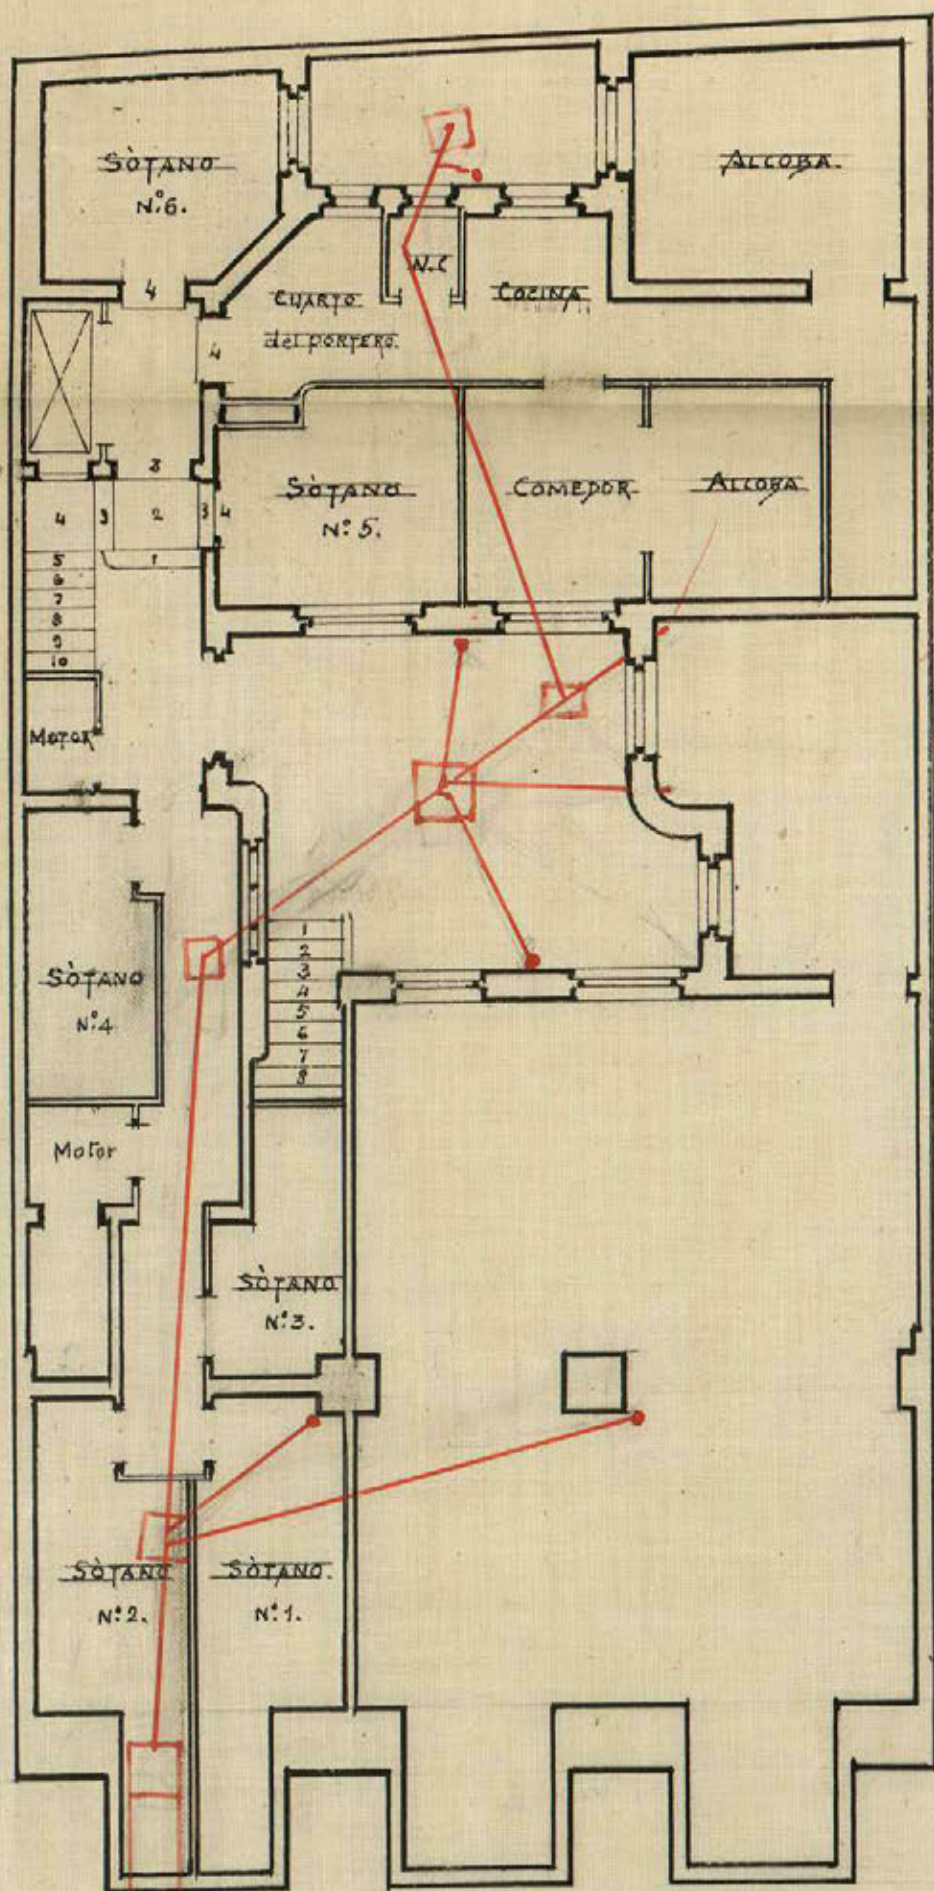 SÒTANO
Nº6.
ALCOBA.
N.C
CUARTO
del PORTERO.
COCINA
4
4
3
SÒTANO
Nº 5.
COMEDOR
ALCOBA
4
3
2
3
4
1
5
6
7
8
9
10
MOTOR
1
2
3
4
5
6
7
8
SÒTANO
Nº4
Motor
SÒTANO
Nº3.
SÒTANO
Nº2.
SÒTANO.
Nº1.